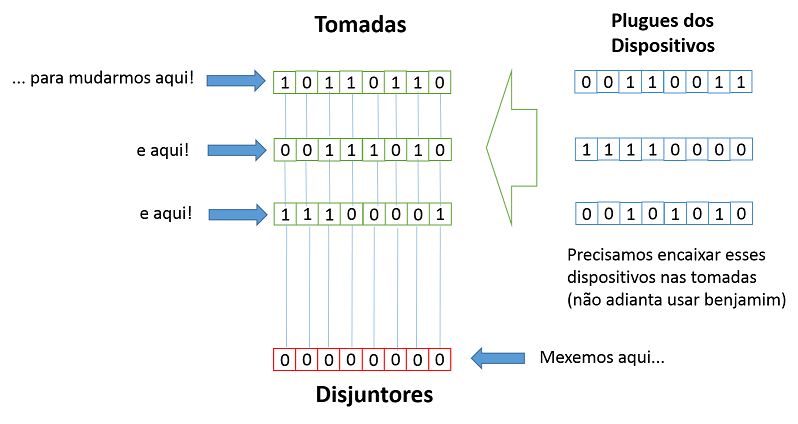 Tomadas
Plugues dos
Dispositivos
... para mudarmos aqui!
1 0 1 1 0 1 1 0
0 0 1 1 0 0 1 1
e aqui!
0 0 1 1 1 0 1 0
1 1 1 1 0 0 0 0
e aqui!
1 1 1 0 0 0 0 1
0 0 1 0 1 0 1 0
Precisamos encaixar esses
dispositivos nas tomadas
(não adianta usar benjamim)
0 0 0 0 0 0 0 0
Mexemos aqui...
Disjuntores